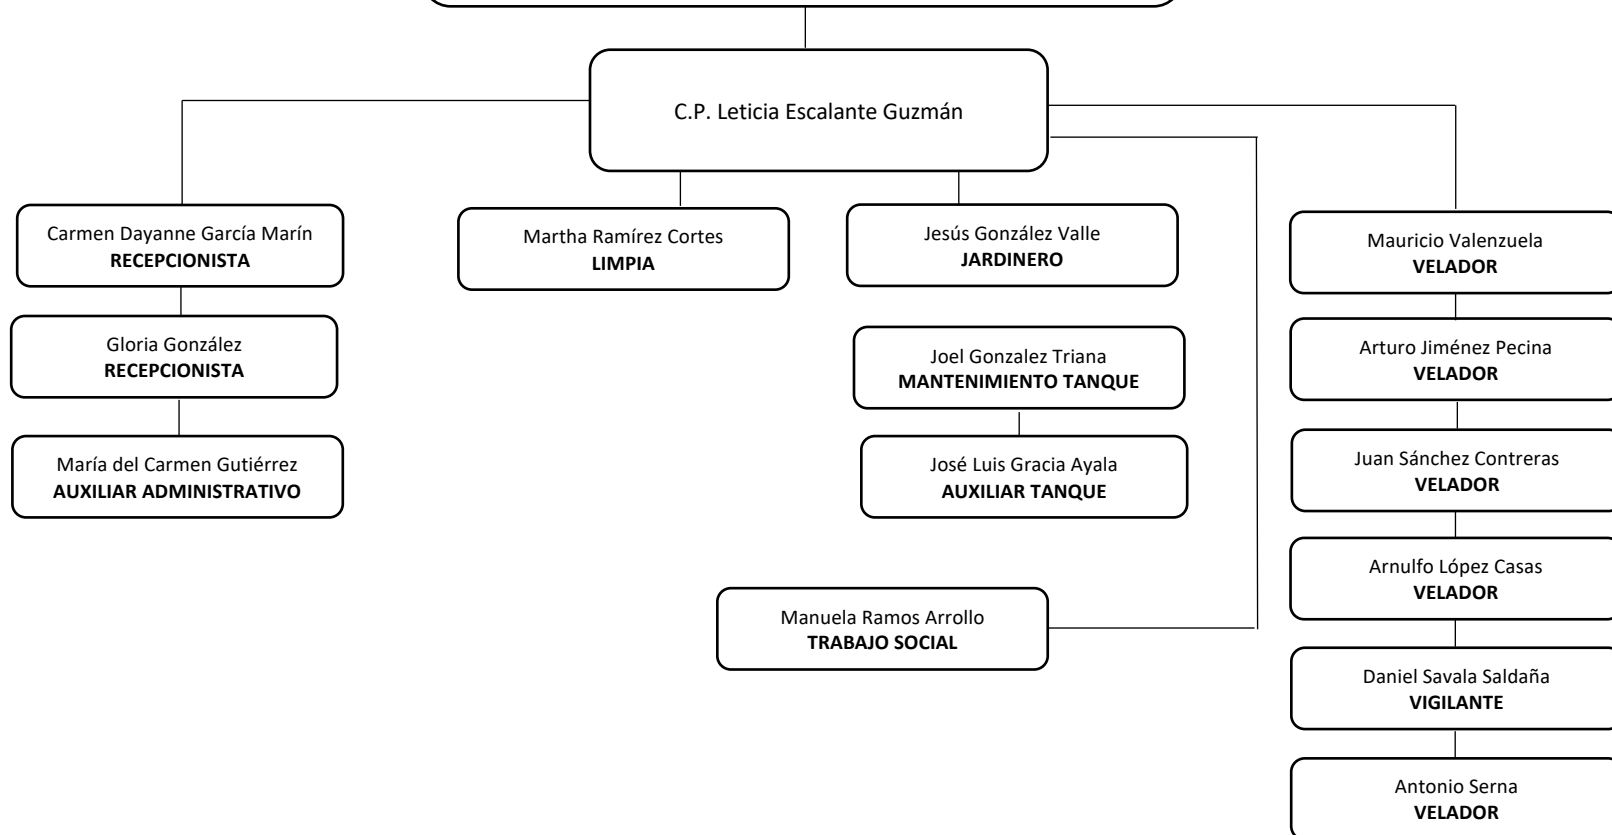 C.P. Leticia Escalante Guzmán
Carmen Dayanne García Marín
RECEPCIONISTA
Gloria González
RECEPCIONISTA
María del Carmen Gutiérrez
AUXILIAR ADMINISTRATIVO
Martha Ramírez Cortes
LIMPIA
Jesús González Valle
JARDINERO
Joel Gonzalez Triana
MANTENIMIENTO TANQUE
José Luis Gracia Ayala
AUXILIAR TANQUE
Manuela Ramos Arrollo
TRABAJO SOCIAL
Mauricio Valenzuela
VELADOR
Arturo Jiménez Pecina
VELADOR
Juan Sánchez Contreras
VELADOR
Arnulfo López Casas
VELADOR
Daniel Savala Saldaña
VIGILANTE
Antonio Serna
VELADOR